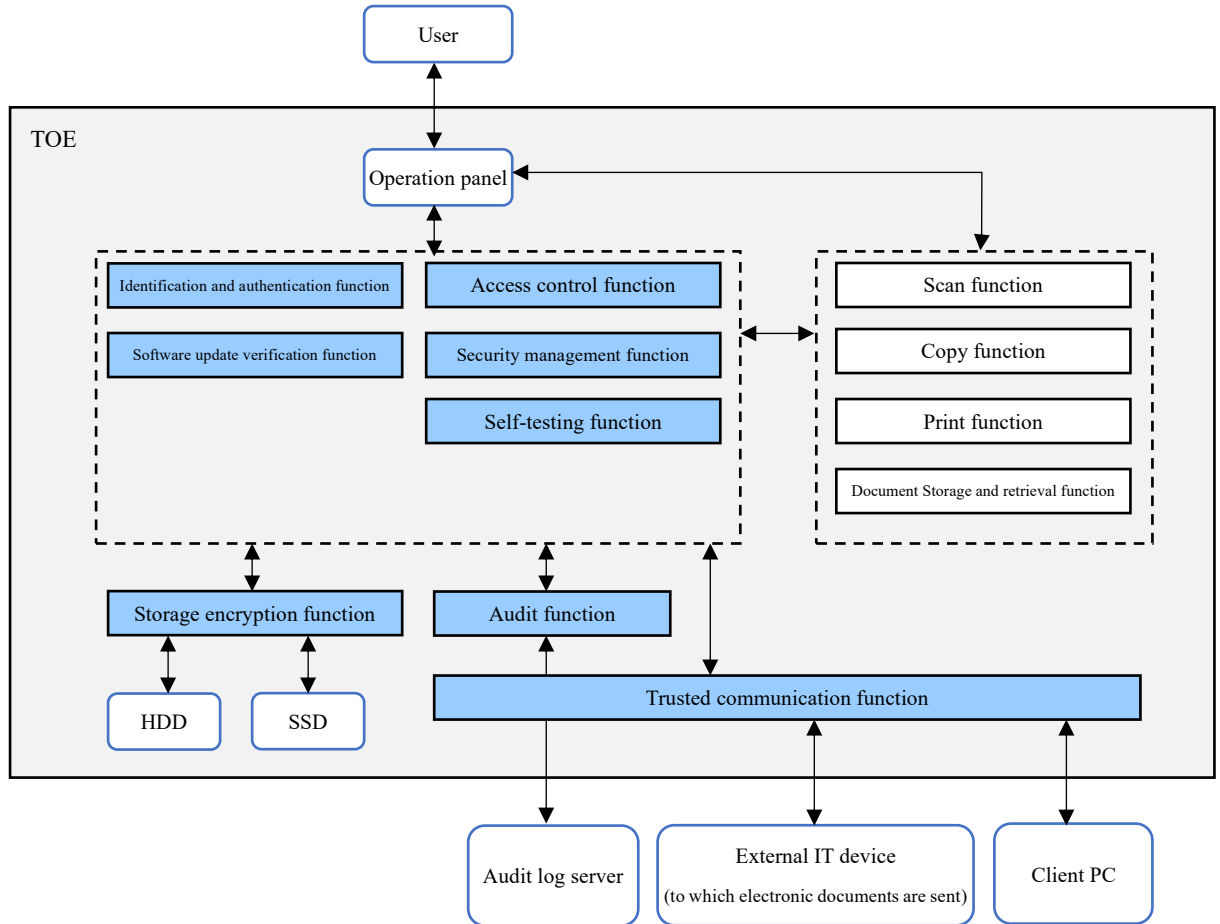 User
TOE
Operation panel
Identification and authentication function
Access control function
Scan function
Software update verification function
Security management function
Copy function
Self-testing function
Print function
Document Storage and retrieval function
Storage encryption function
Audit function
Trusted communication function
HDD
SSD
Audit log server
External IT device
(to which electronic documents are sent)
Client PC